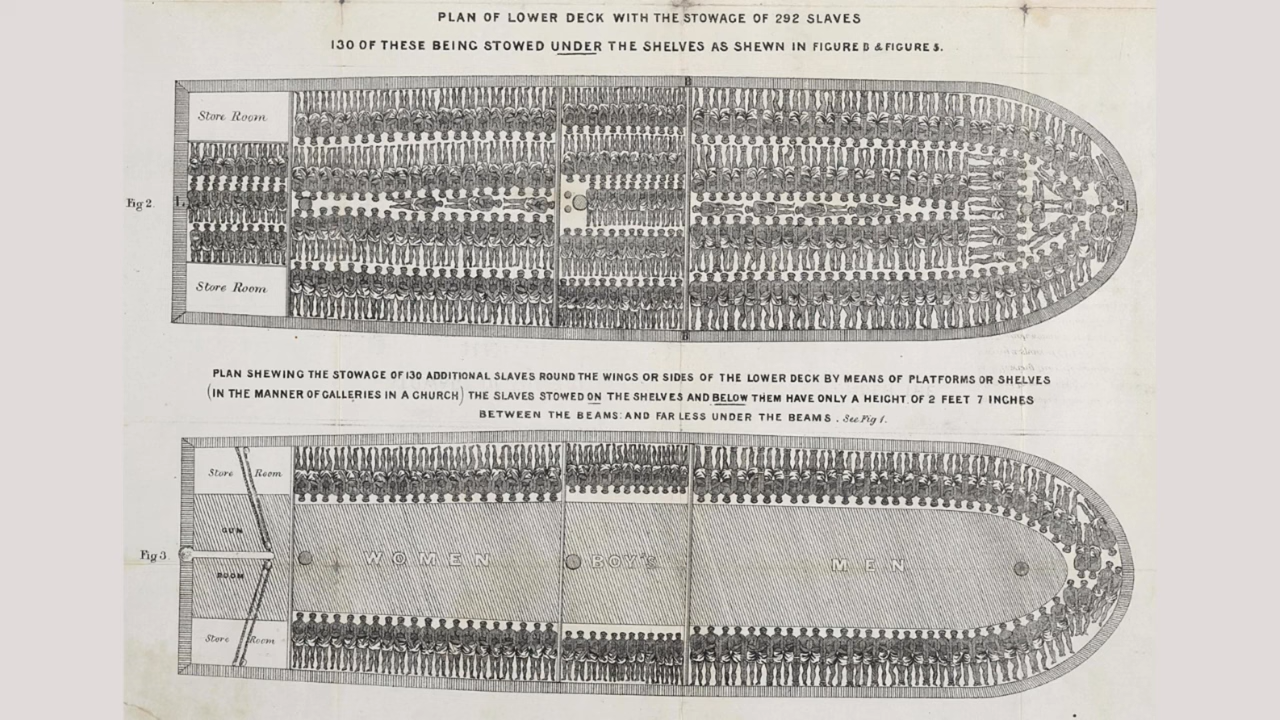 PLAN OF LOWER DECK WITH THE STOWAGE OF 292 SLAVES
130 OF THESE BEING STOWED UNDER THE SHELVES AS SHEWN IN FIGURE D & FIGURE 5.
B
Store Room
Fig 2.
Store Room
B
PLAN SHEWING THE STOWAGE OF 130 ADDITIONAL SLAVES ROUND THE WINGS OR SIDES OF THE LOWER DECK BY MEANS OF PLATFORMS OR SHELVES
(IN THE MANNER OF GALLERIES IN A CHURCH) THE SLAVES STOWED ON THE SHELVES AND BELOW THEM HAVE ONLY A HEIGHT OF 2 FEET 7 INCHES
BETWEEN THE BEAMS: AND FAR LESS UNDER THE BEAMS. See Fig 1.
Store Room
GUN
Fig 3.
WOMEN
BOY'S
MEN
ROOM
Store Room